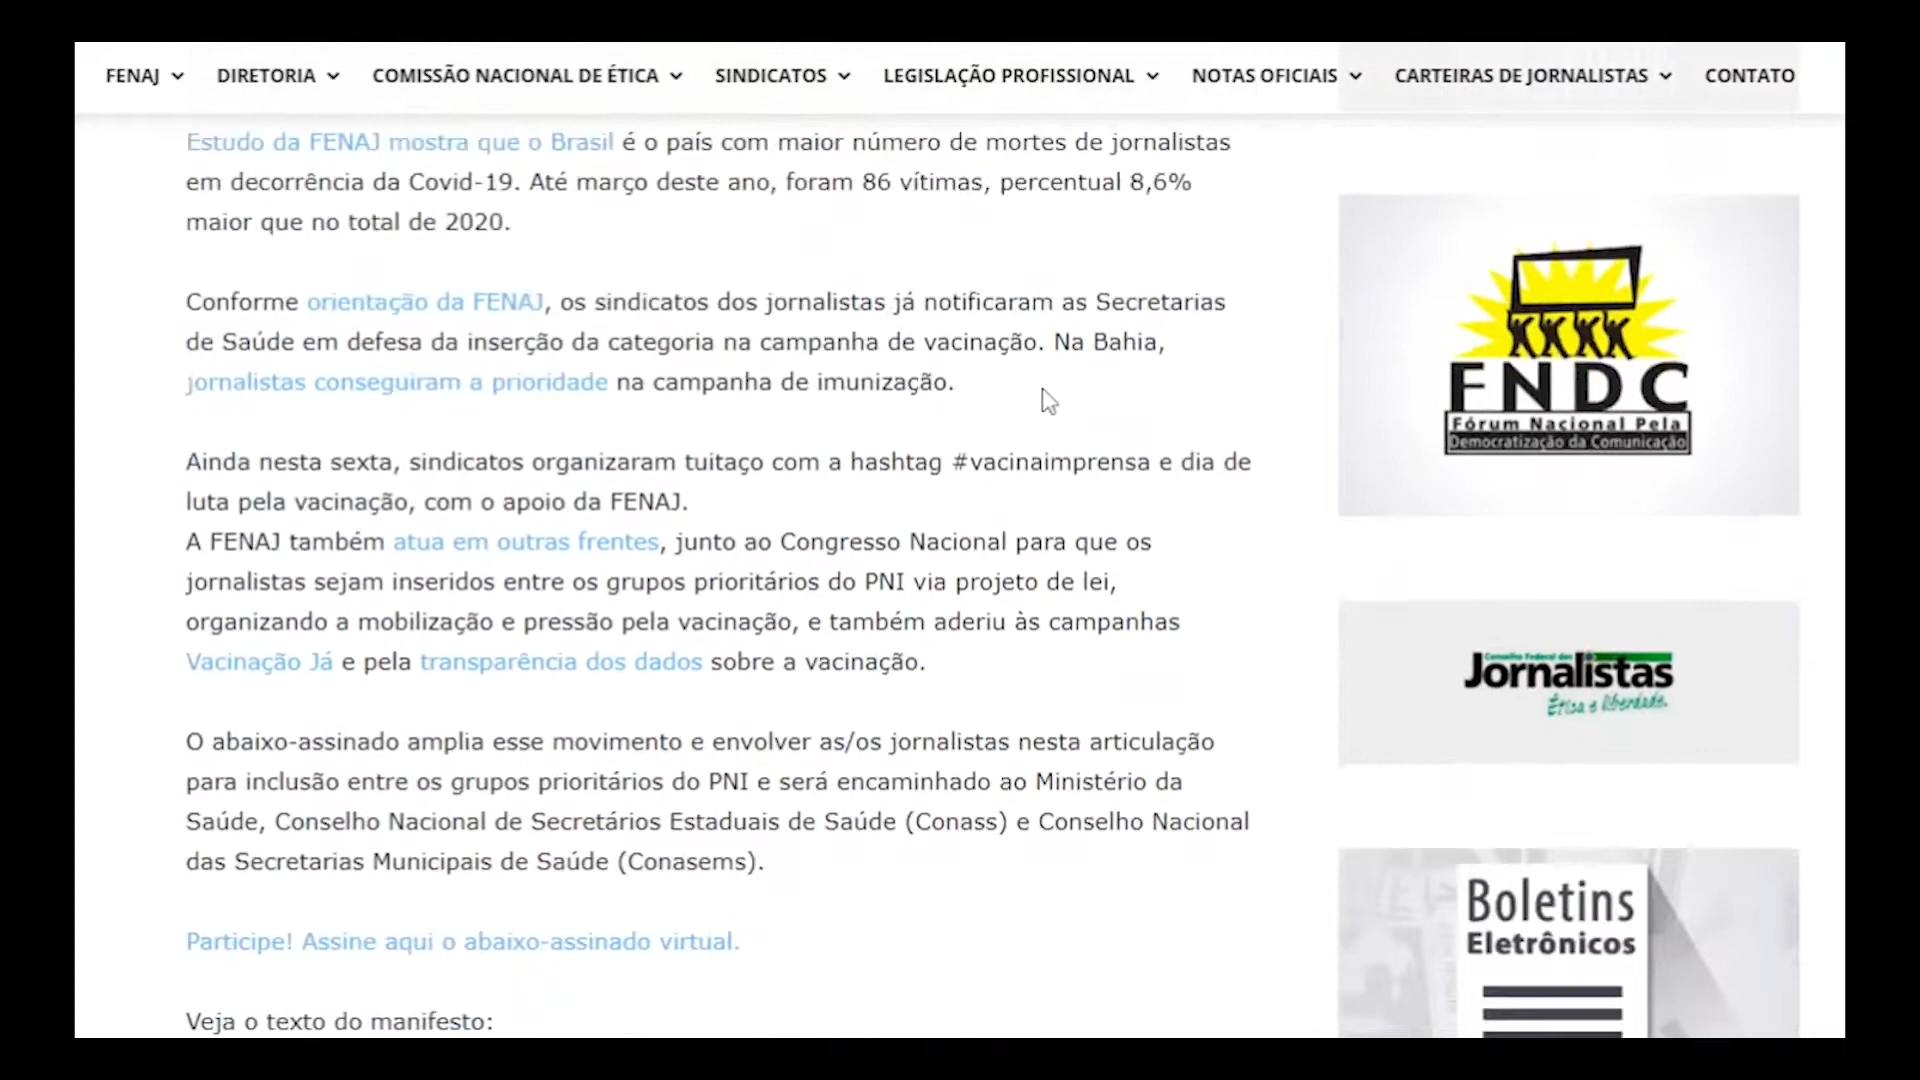 FENAJ DIRETORIA COMISSÃO NACIONAL DE ÉTICA SINDICATOS LEGISLAÇÃO PROFISSIONAL NOTAS OFICIAIS CARTEIRAS DE JORNALISTAS CONTATO
Estudo da FENAJ mostra que o Brasil é o país com maior número de mortes de jornalistas
em decorrência da Covid-19. Até março deste ano, foram 86 vítimas, percentual 8,6%
maior que no total de 2020.
Conforme orientação da FENAJ, os sindicatos dos jornalistas já notificaram as Secretarias
de Saúde em defesa da inserção da categoria na campanha de vacinação. Na Bahia,
jornalistas conseguiram a prioridade na campanha de imunização.
Ainda nesta sexta, sindicatos organizaram tuitaço com a hashtag #vacinaimprensa e dia de
luta pela vacinação, com o apoio da FENAJ.
A FENAJ também atua em outras frentes, junto ao Congresso Nacional para que os
jornalistas sejam inseridos entre os grupos prioritários do PNI via projeto de lei,
organizando a mobilização e pressão pela vacinação, e também aderiu às campanhas
Vacinação Já e pela transparência dos dados sobre a vacinação.
O abaixo-assinado amplia esse movimento e envolver as/os jornalistas nesta articulação
para inclusão entre os grupos prioritários do PNI e será encaminhado ao Ministério da
Saúde, Conselho Nacional de Secretários Estaduais de Saúde (Conass) e Conselho Nacional
das Secretarias Municipais de Saúde (Conasems).
Participe! Assine aqui o abaixo-assinado virtual.
Veja o texto do manifesto:
FNDC
Fórum Nacional Pela
Democratização da Comunicação
Conselho Federal dos
Jornalistas
Ética e liberdade.
Boletins
Eletrônicos